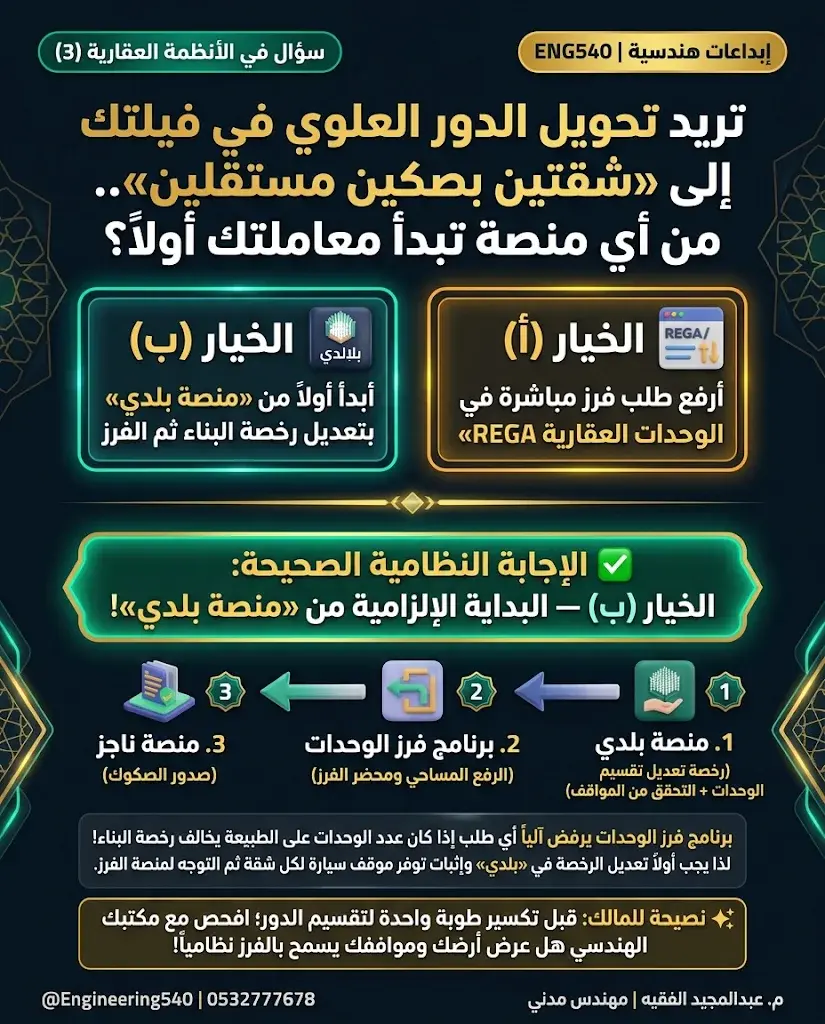 إبداعات هندسية | ENG540
سؤال في الأنظمة العقارية (3)
تريد تحويل الدور العلوي في فيلتك
إلى «شقتين بصكين مستقلين»..
من أي منصة تبدأ معاملتك أولاً؟
REGA/
الخيار (أ)
أرفع طلب فرز مباشرة في
الوحدات العقارية REGA»
بلالدي
الخيار (ب)
أبدأ أولاً من «منصة بلدي»
بتعديل رخصة البناء ثم الفرز
✅ الإجابة النظامية الصحيحة:
الخيار (ب) — البداية الإلزامية من «منصة بلدي»!
1
1. منصة بلدي
(رخصة تعديل تقسيم
الوحدات + التحقق من المواقف)
2
2. برنامج فرز الوحدات
(الرفع المساحي ومحضر الفرز)
3
3. منصة ناجز
(صدور الصكوك)
برنامج فرز الوحدات يرفض آلياً أي طلب إذا كان عدد الوحدات على الطبيعة يخالف رخصة البناء!
لذا يجب أولاً تعديل الرخصة في «بلدي» وإثبات توفر موقف سيارة لكل شقة ثم التوجه لمنصة الفرز.
✨ نصيحة للمالك: قبل تكسير طوبة واحدة لتقسيم الدور؛ افحص مع مكتبك
الهندسي هل عرض أرضك ومواففك يسمح بالفرز نظامياً!
م. عبدالمجيد الفقيه | مهندس مدني
@Engineering540 | 0532777678